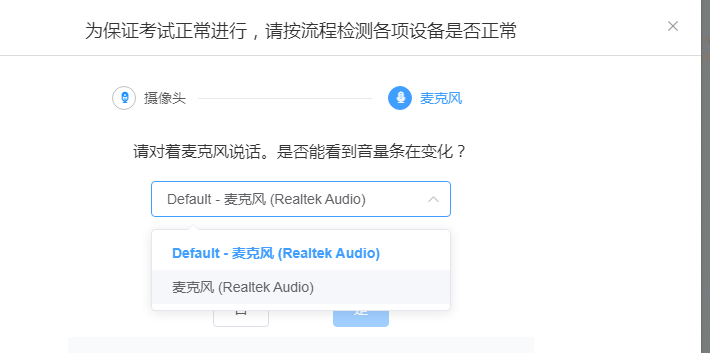 为保证考试正常进行，请按流程检测各项设备是否正常
摄像头
麦克风
请对着麦克风说话。是否能看到音量条在变化？
Default - 麦克风 (Realtek Audio)
Default - 麦克风 (Realtek Audio)
麦克风 (Realtek Audio)